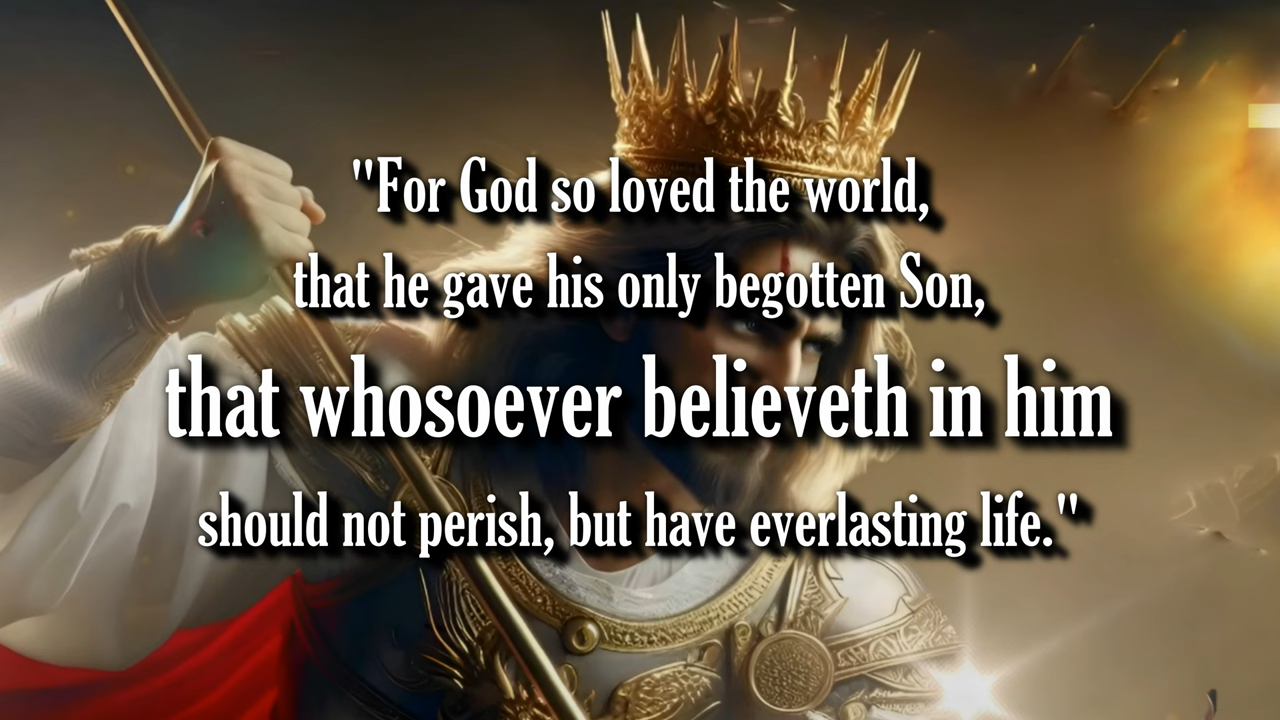 "For God so loved the world,
that he gave his only begotten Son,
that whosoever believeth in him
should not perish, but have everlasting life."